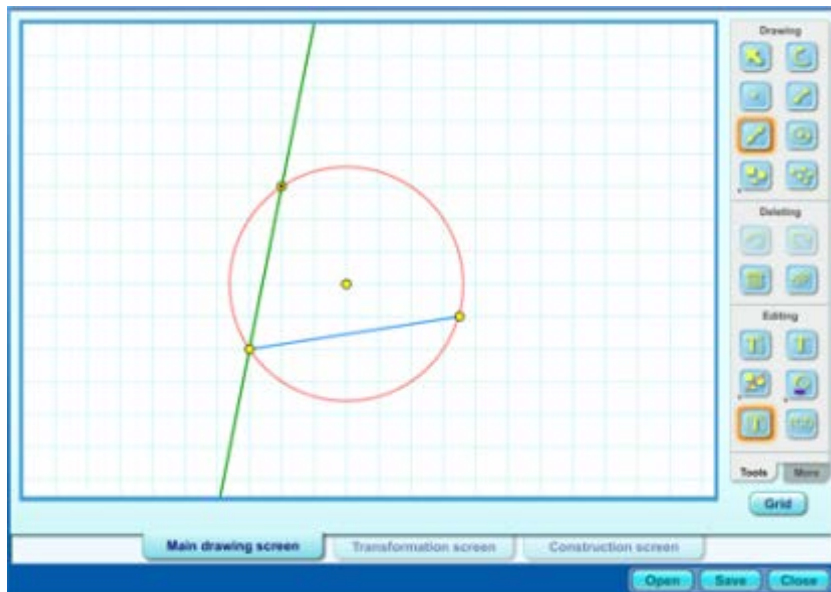 Drawing
Deleting
Editing
Tools
More
Grid
Main drawing screen
Transformation screen
Construction screen
Open
Save
Close